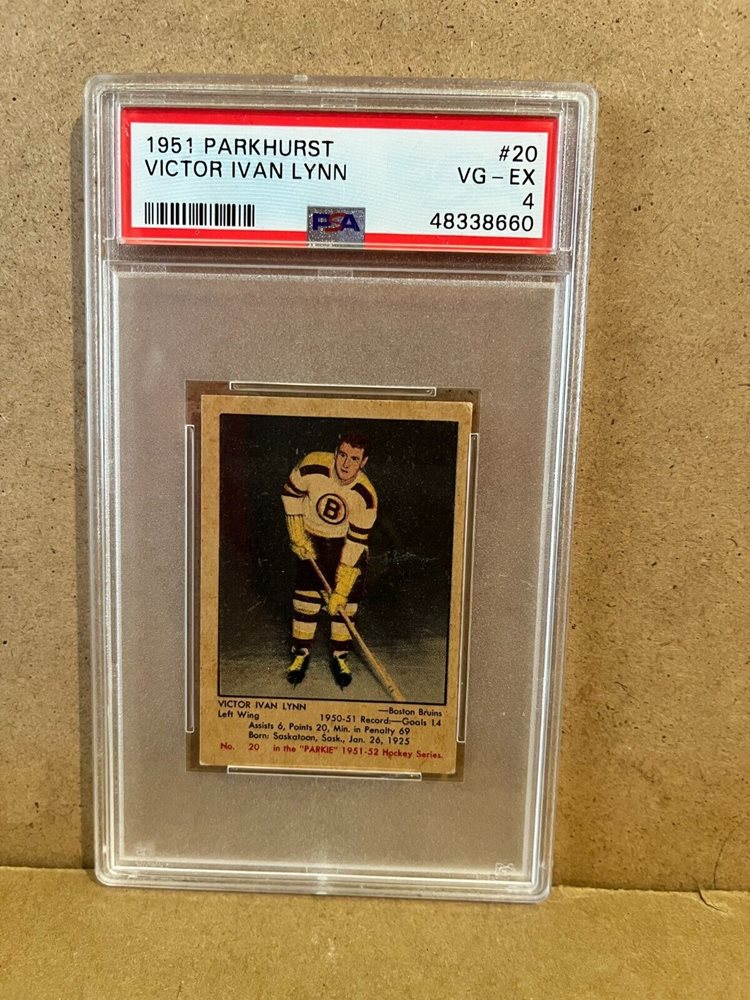 1951 PARKHURST #20
VICTOR IVAN LYNN VG-EX
4
PSA 48338660
B
VICTOR IVAN LYNN —Boston Bruins
Left Wing 1950-51 Record:—Goals 14
Assists 6, Points 20, Min. in Penalty 69
Born: Saskatoon, Sask., Jan. 26, 1925
No. 20 in the "PARKIE" 1951-52 Hockey Series.